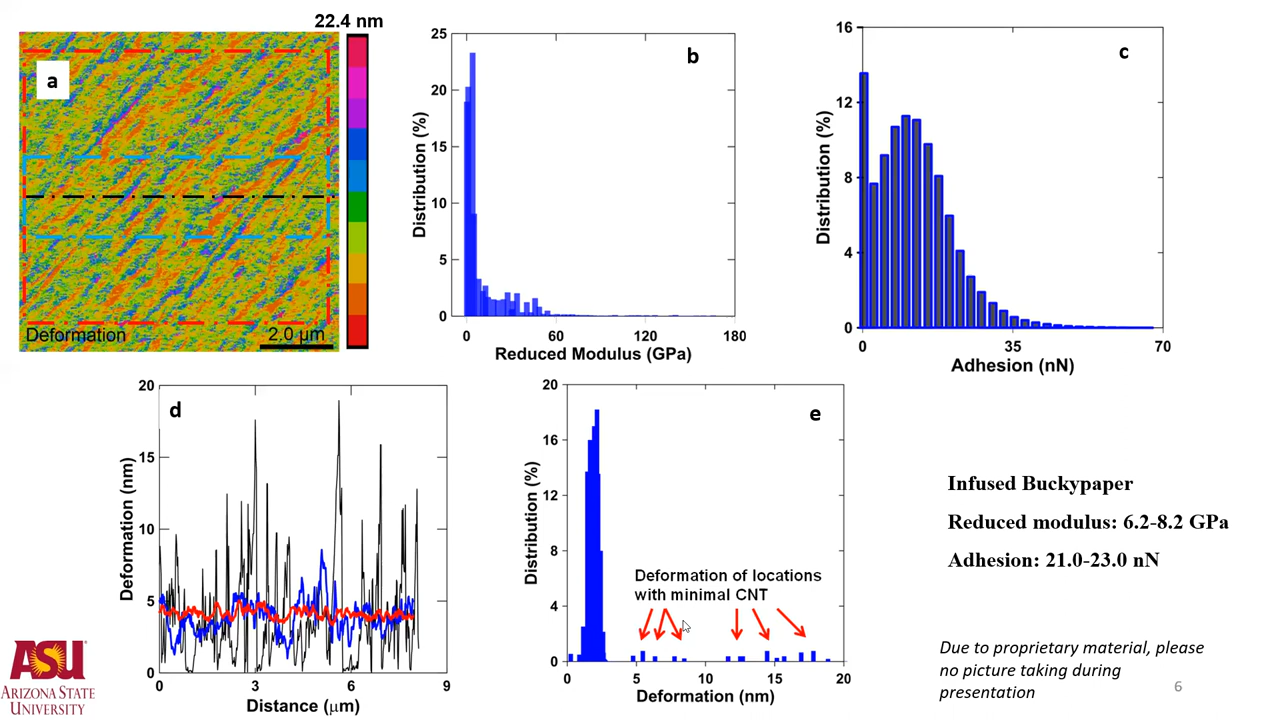 22.4 nm
a
Deformation
2.0 μm
b
25
20
15
10
5
0
0
60
120
180
Distribution (%)
Reduced Modulus (GPa)
c
16
12
8
4
0
0
35
70
Distribution (%)
Adhesion (nN)
d
20
15
10
5
0
0
3
6
9
Deformation (nm)
Distance (μm)
e
20
16
12
8
4
0
0
5
10
15
20
Distribution (%)
Deformation of locations
with minimal CNT
Deformation (nm)
Infused Buckypaper
Reduced modulus: 6.2-8.2 GPa
Adhesion: 21.0-23.0 nN
Due to proprietary material, please
no picture taking during
presentation
6
ASU
ARIZONA STATE
UNIVERSITY